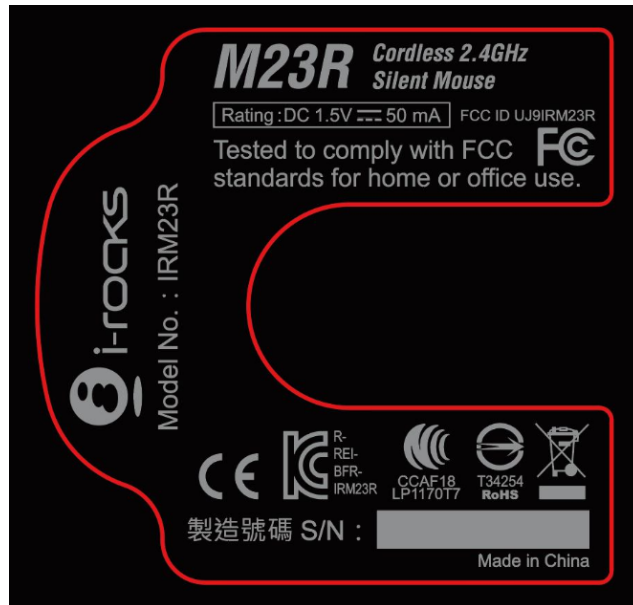 M23R Cordless 2.4GHz
Silent Mouse
Rating : DC 1.5V ⎓ 50 mA FCC ID UJ9IRM23R
Tested to comply with FCC
standards for home or office use.
FC
i-rocks
Model No. : IRM23R
CE
R-
REI-
BFR-
IRM23R
CCAF18
LP1170T7
T34254
RoHS
製造號碼 S/N :
Made in China